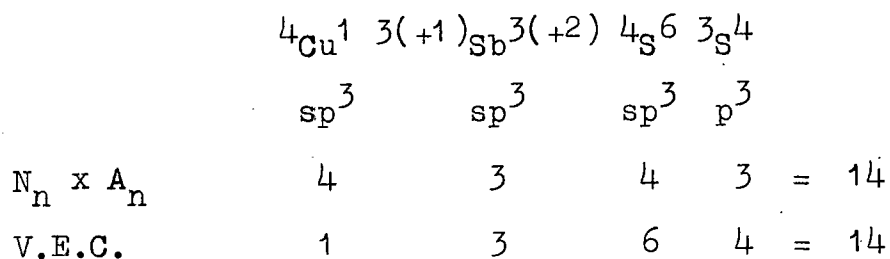 ⁴Cu¹ ³⁽⁺¹⁾Sb³⁽⁺²⁾ ⁴S⁶ ³S⁴
sp³ sp³ sp³ p³
Nₙ x Aₙ 4 3 4 3 = 14
V.E.C. 1 3 6 4 = 14